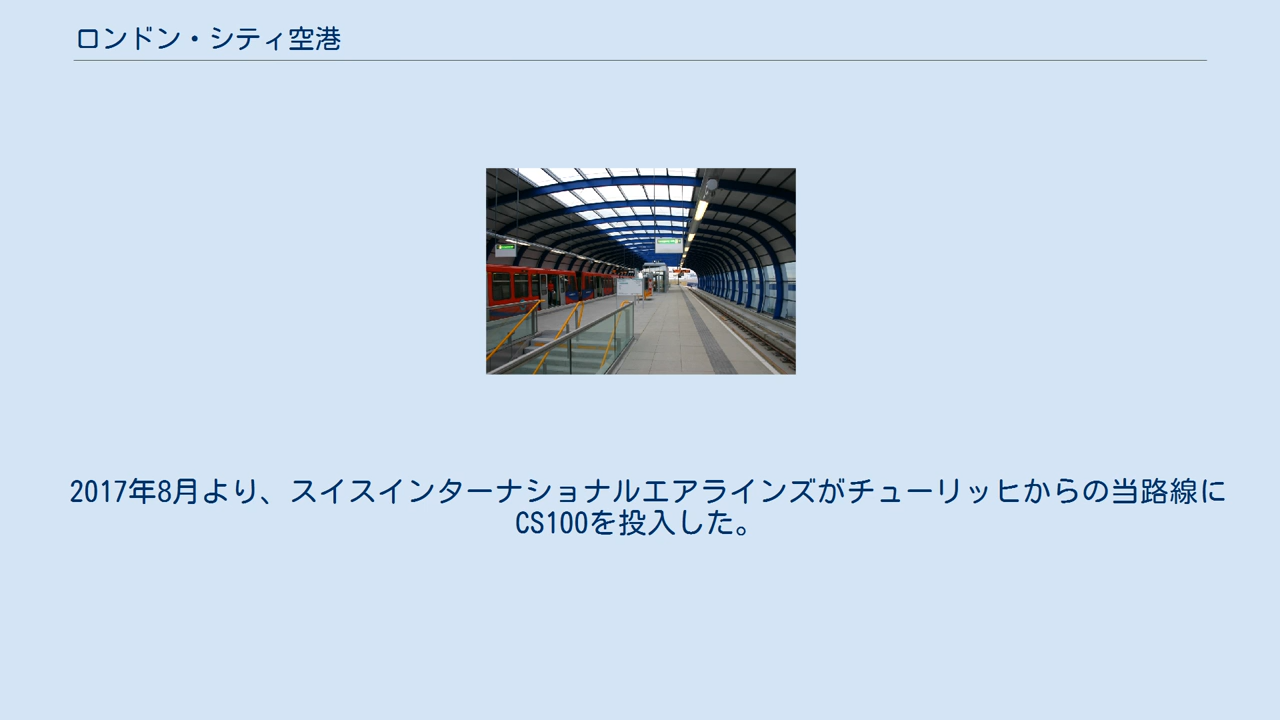 ロンドン・シティ空港
2017年8月より、スイスインターナショナルエアラインズがチューリッヒからの当路線に
CS100を投入した。